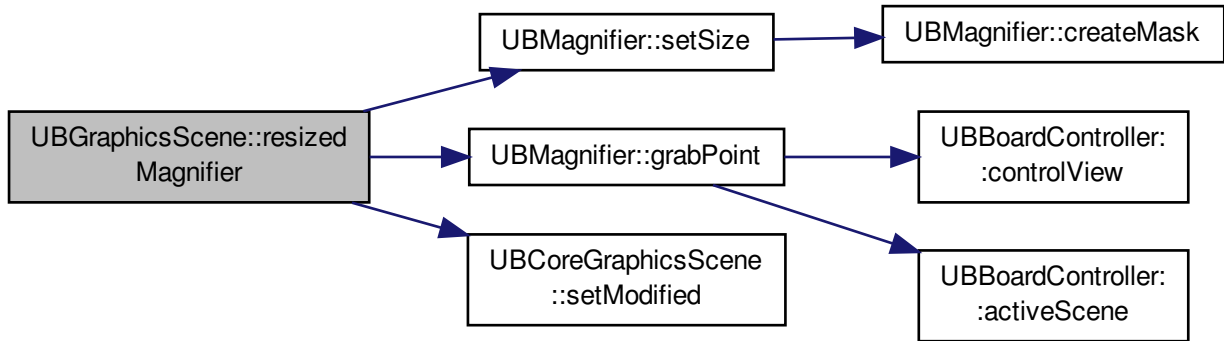 UBGraphicsScene::resized
Magnifier
UBMagnifier::setSize
UBMagnifier::createMask
UBMagnifier::grabPoint
UBBoardController:
:controlView
UBCoreGraphicsScene
::setModified
UBBoardController:
:activeScene